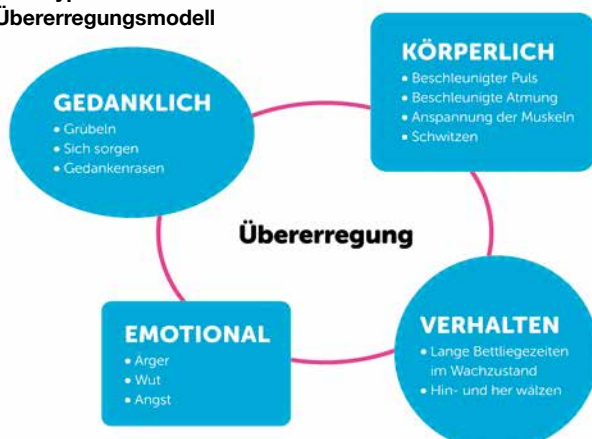 Übererregungsmodell
GEDANKLICH
• Grübeln
• Sich sorgen
• Gedankenrasen
KÖRPERLICH
• Beschleunigter Puls
• Beschleunigte Atmung
• Anspannung der Muskeln
• Schwitzen
Übererregung
EMOTIONAL
• Ärger
• Wut
• Angst
VERHALTEN
• Lange Bettliegezeiten
im Wachzustand
• Hin- und her wälzen